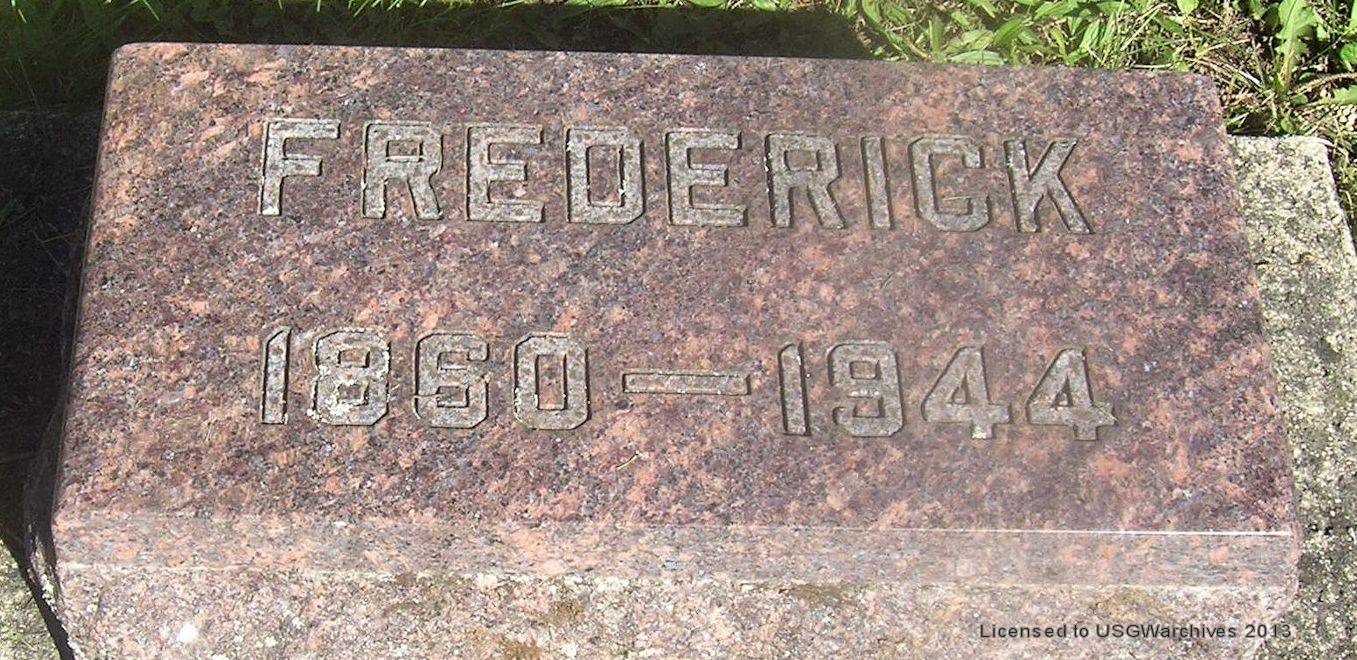 FREDERICK
1860 — 1944
Licensed to USGWarchives 2013